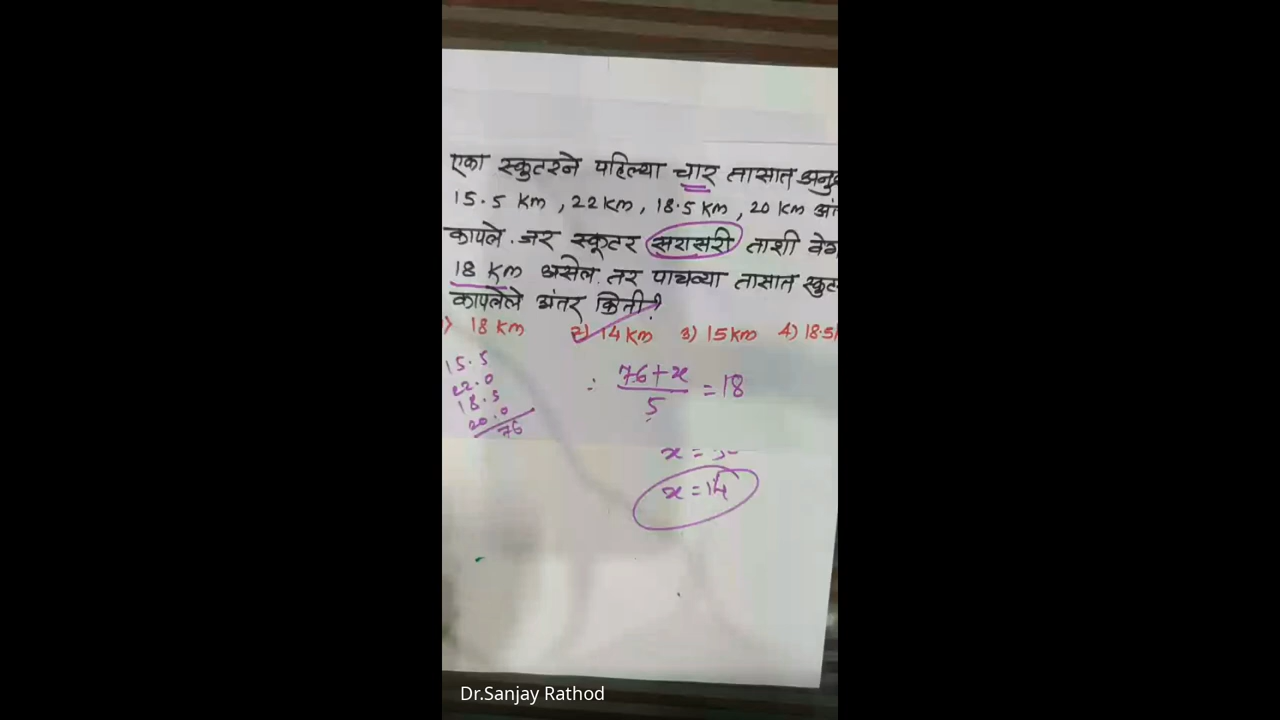 एका स्कुटरने पहिल्या चार तासात
15.5 Km , 22 Km , 18.5 Km , 20 Km
कापले . जर स्कूटर सरासरी ताशी
18 Km असेल . तर पाचव्या तासात
कापलेले अंतर किती ?
18 Km 2) 14 Km 3) 15 Km 4) 18.5
15.5
22.0
18.5
20.0
76
∴ 76+x / 5 = 18
x =
x = 14
Dr.Sanjay Rathod